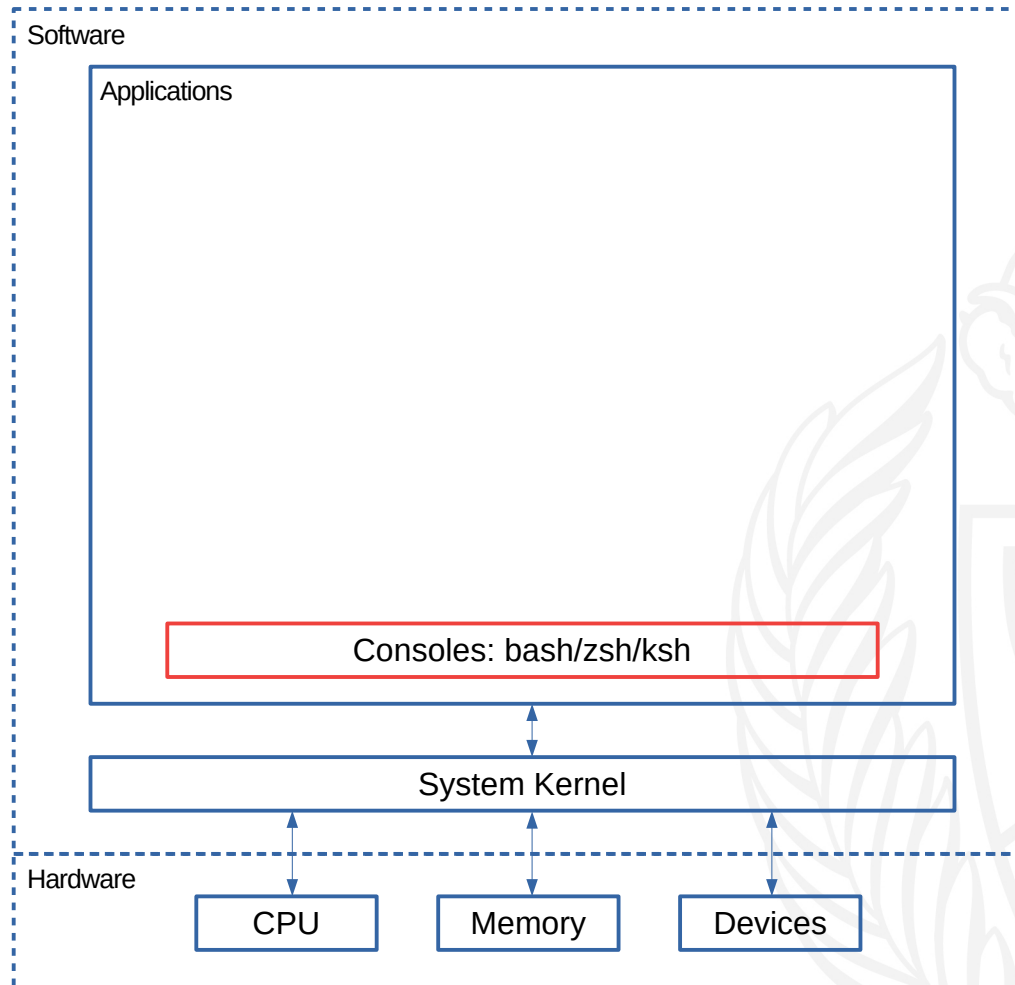 Software
Applications
Consoles: bash/zsh/ksh
System Kernel
Hardware
CPU
Memory
Devices